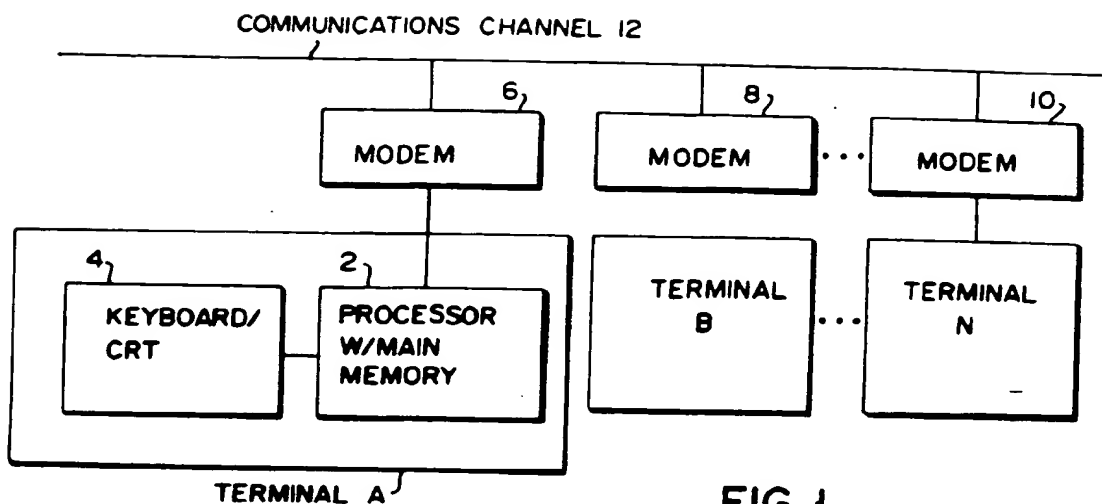 COMMUNICATIONS CHANNEL 12
6
MODEM
8
MODEM
...
10
MODEM
4
KEYBOARD/
CRT
2
PROCESSOR
W/MAIN
MEMORY
TERMINAL
B
...
TERMINAL
N
TERMINAL A
FIG. 1